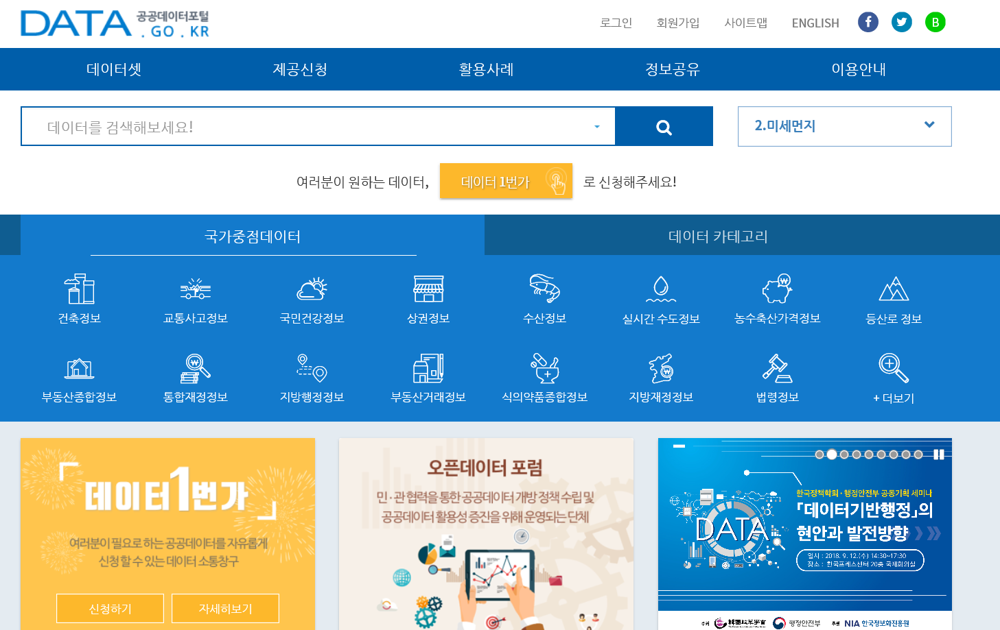 DATA 공공데이터포털
.GO.KR
로그인 회원가입 사이트맵 ENGLISH f B
데이터셋 제공신청 활용사례 정보공유 이용안내
데이터를 검색해보세요!
2.미세먼지
여러분이 원하는 데이터, 데이터 1번가 로 신청해주세요!
국가중점데이터 데이터 카테고리
건축정보 교통사고정보 국민건강정보 상권정보 수산정보 실시간 수도정보 농수축산가격정보 등산로 정보
부동산종합정보 통합재정정보 지방행정정보 부동산거래정보 식의약품종합정보 지방재정정보 법령정보 + 더보기
데이터1번가
여러분이 필요로 하는 공공데이터를 자유롭게
신청 할 수 있는 데이터 소통창구
신청하기 자세히보기
오픈데이터 포럼
민·관 협력을 통한 공공데이터 개방 정책 수립 및
공공데이터 활용성 증진을 위해 운영되는 단체
한국정책학회·행정안전부 공동기획 세미나
「데이터기반행정」의
현안과 발전방향
DATA
일시 : 2018. 9. 12.(수) 14:30~17:30
장소 : 한국프레스센터 20층 국제회의실
주최 韓國政策學會 행정안전부 후원 NIA 한국정보화진흥원